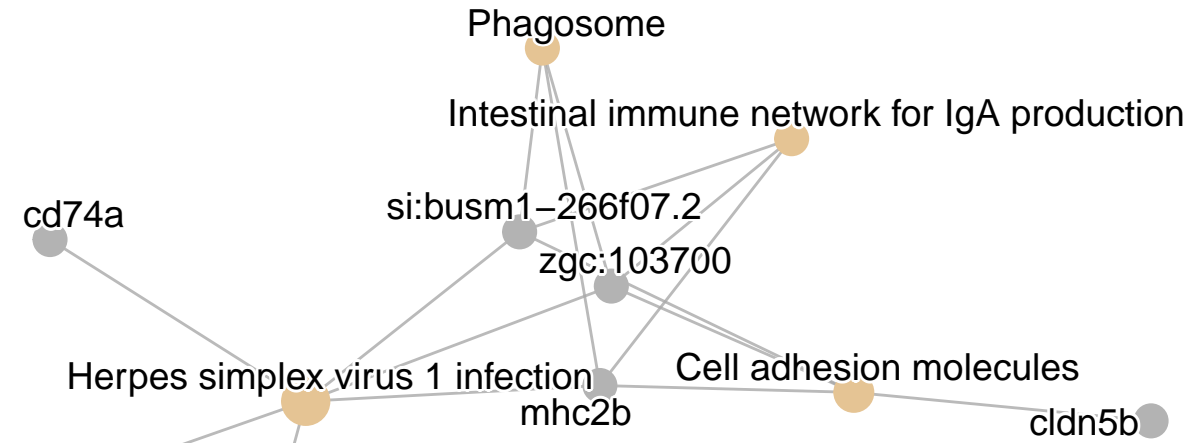 Phagosome
Intestinal immune network for IgA production
cd74a
si:busm1−266f07.2
zgc:103700
Herpes simplex virus 1 infection
Cell adhesion molecules
mhc2b
cldn5b